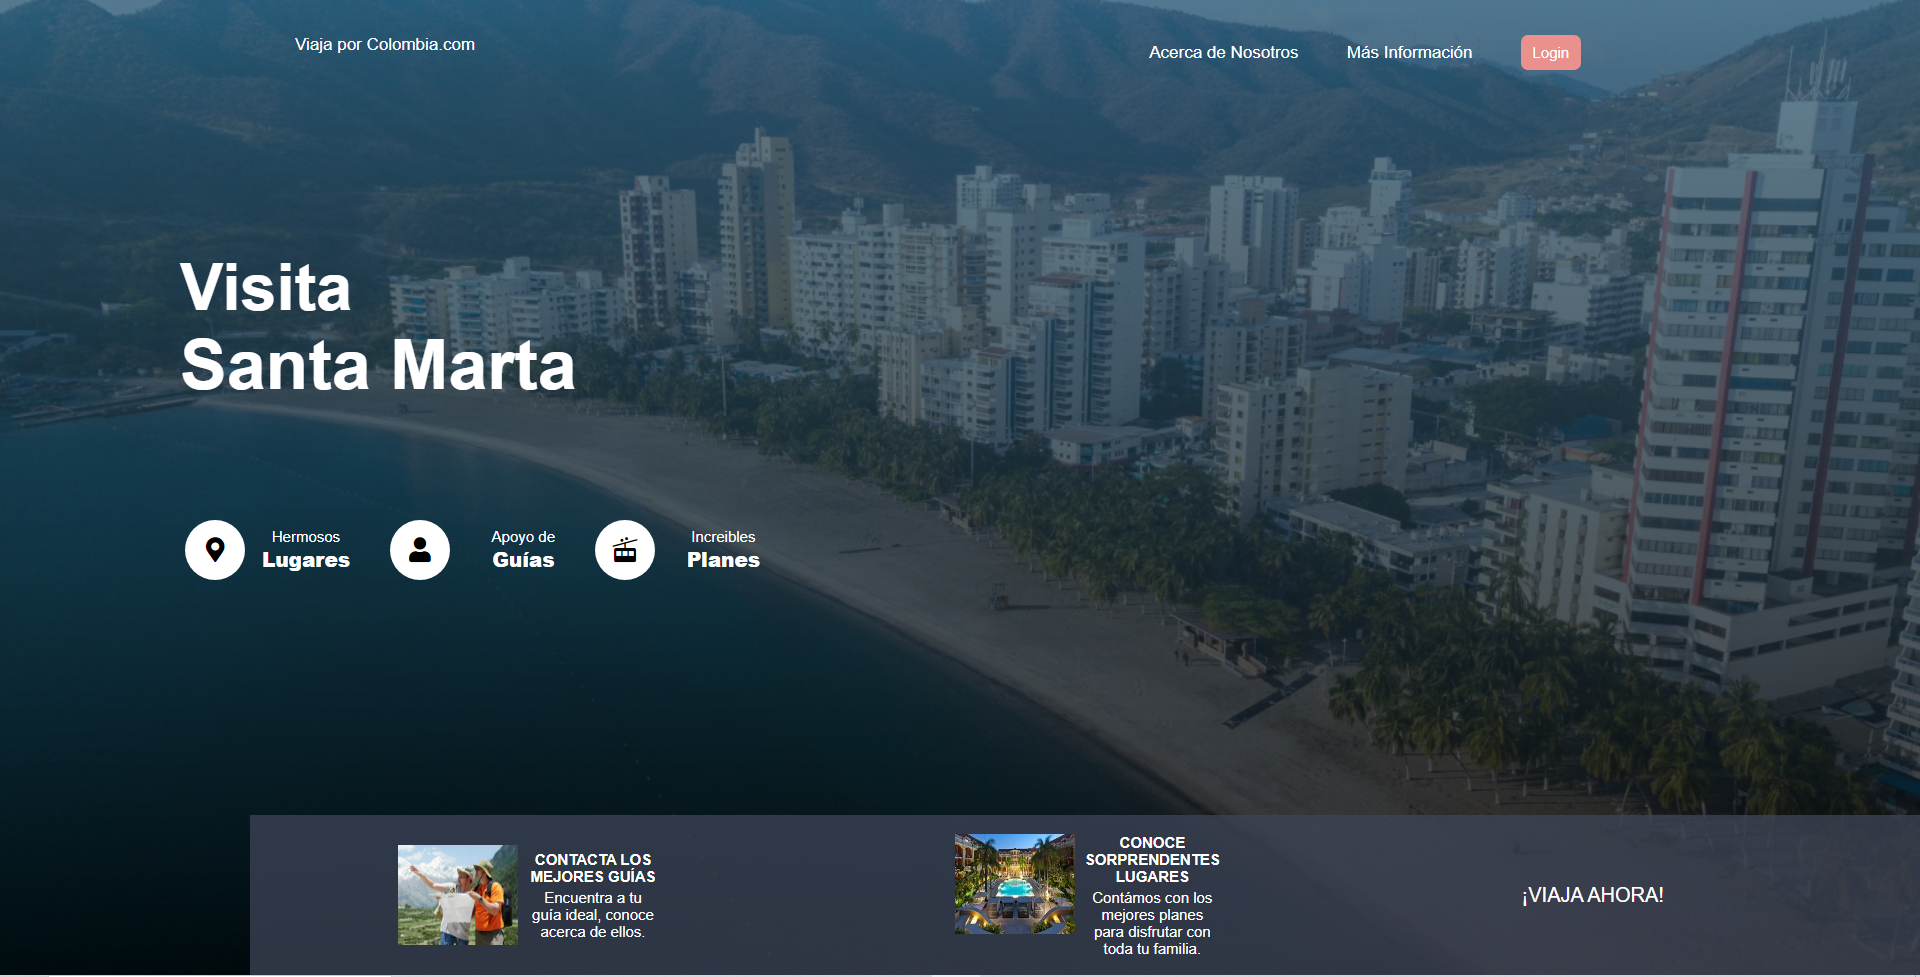 Viaja por Colombia.com
Acerca de Nosotros
Más Información
Login
Visita
Santa Marta
Hermosos
Lugares
Apoyo de
Guías
Increibles
Planes
CONTACTA LOS
MEJORES GUÍAS
Encuentra a tu
guía ideal, conoce
acerca de ellos.
CONOCE
SORPRENDENTES
LUGARES
Contámos con los
mejores planes
para disfrutar con
toda tu familia.
¡VIAJA AHORA!